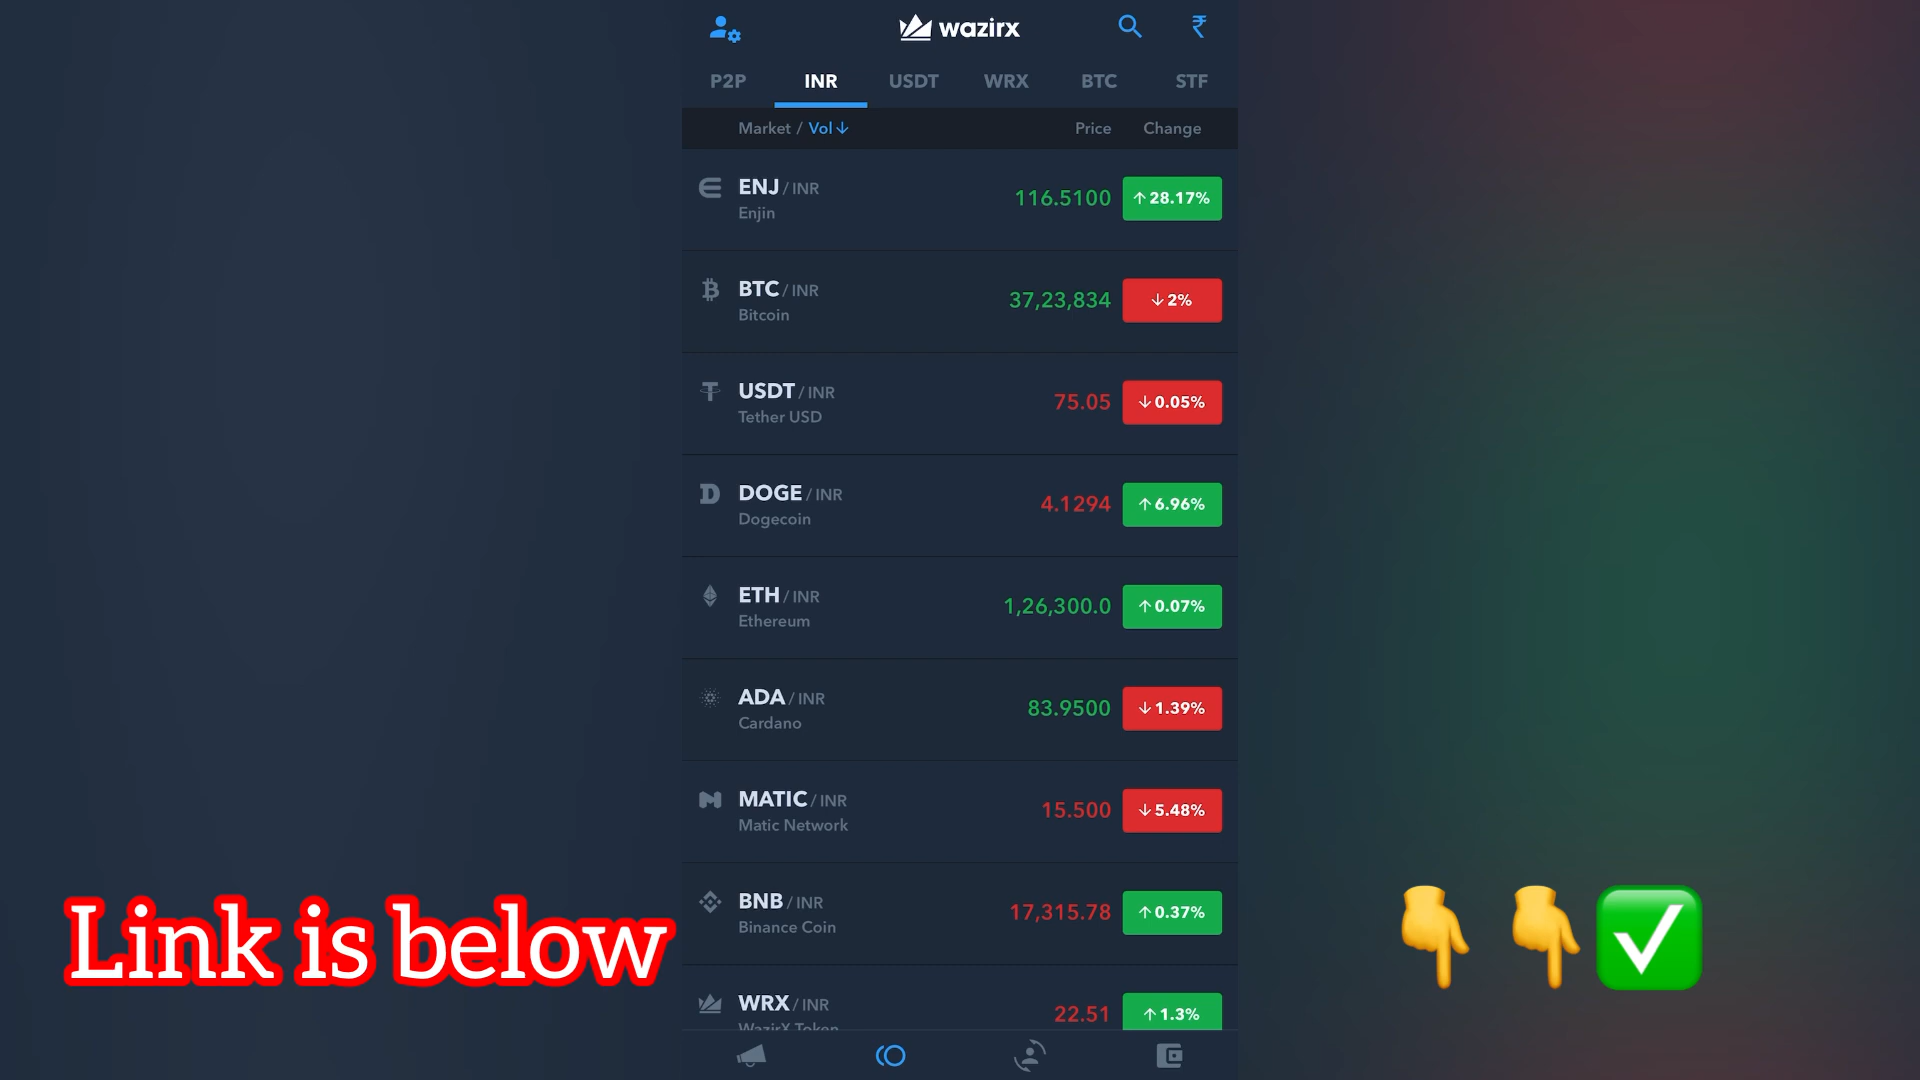 wazirx ₹
P2P INR USDT WRX BTC STF
Market / Vol↓ Price Change
ENJ / INR 116.5100 ↑ 28.17%
Enjin
BTC / INR 37,23,834 ↓ 2%
Bitcoin
USDT / INR 75.05 ↓ 0.05%
Tether USD
DOGE / INR 4.1294 ↑ 6.96%
Dogecoin
ETH / INR 1,26,300.0 ↑ 0.07%
Ethereum
ADA / INR 83.9500 ↓ 1.39%
Cardano
MATIC / INR 15.500 ↓ 5.48%
Matic Network
BNB / INR 17,315.78 ↑ 0.37%
Binance Coin
WRX / INR 22.51 ↑ 1.3%
WazirX Token
Link is below